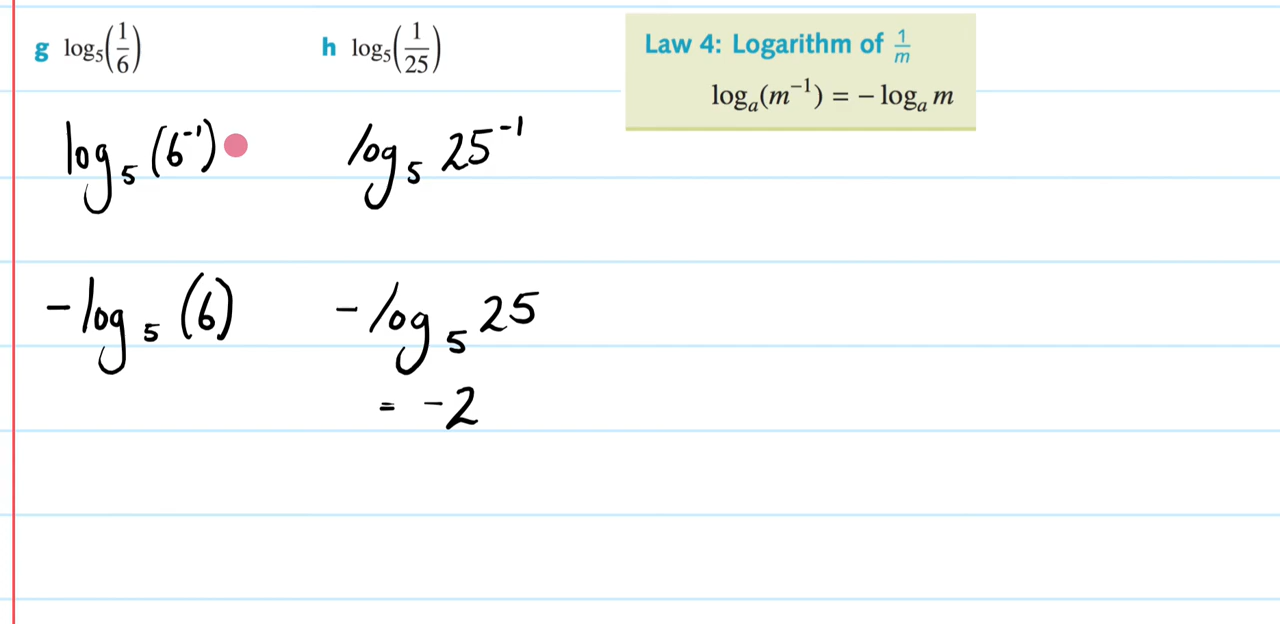 g log₅(1/6) h log₅(1/25)
Law 4: Logarithm of 1/m
logₐ(m⁻¹) = − logₐ m
log₅ (6⁻¹) log₅ 25⁻¹
-log₅ (6) -log₅ 25
= -2